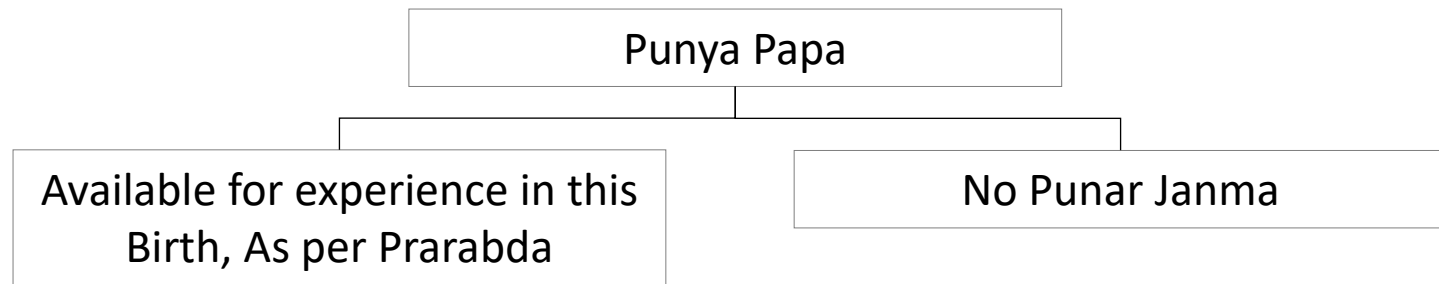 Punya Papa
Available for experience in this
Birth, As per Prarabda
No Punar Janma